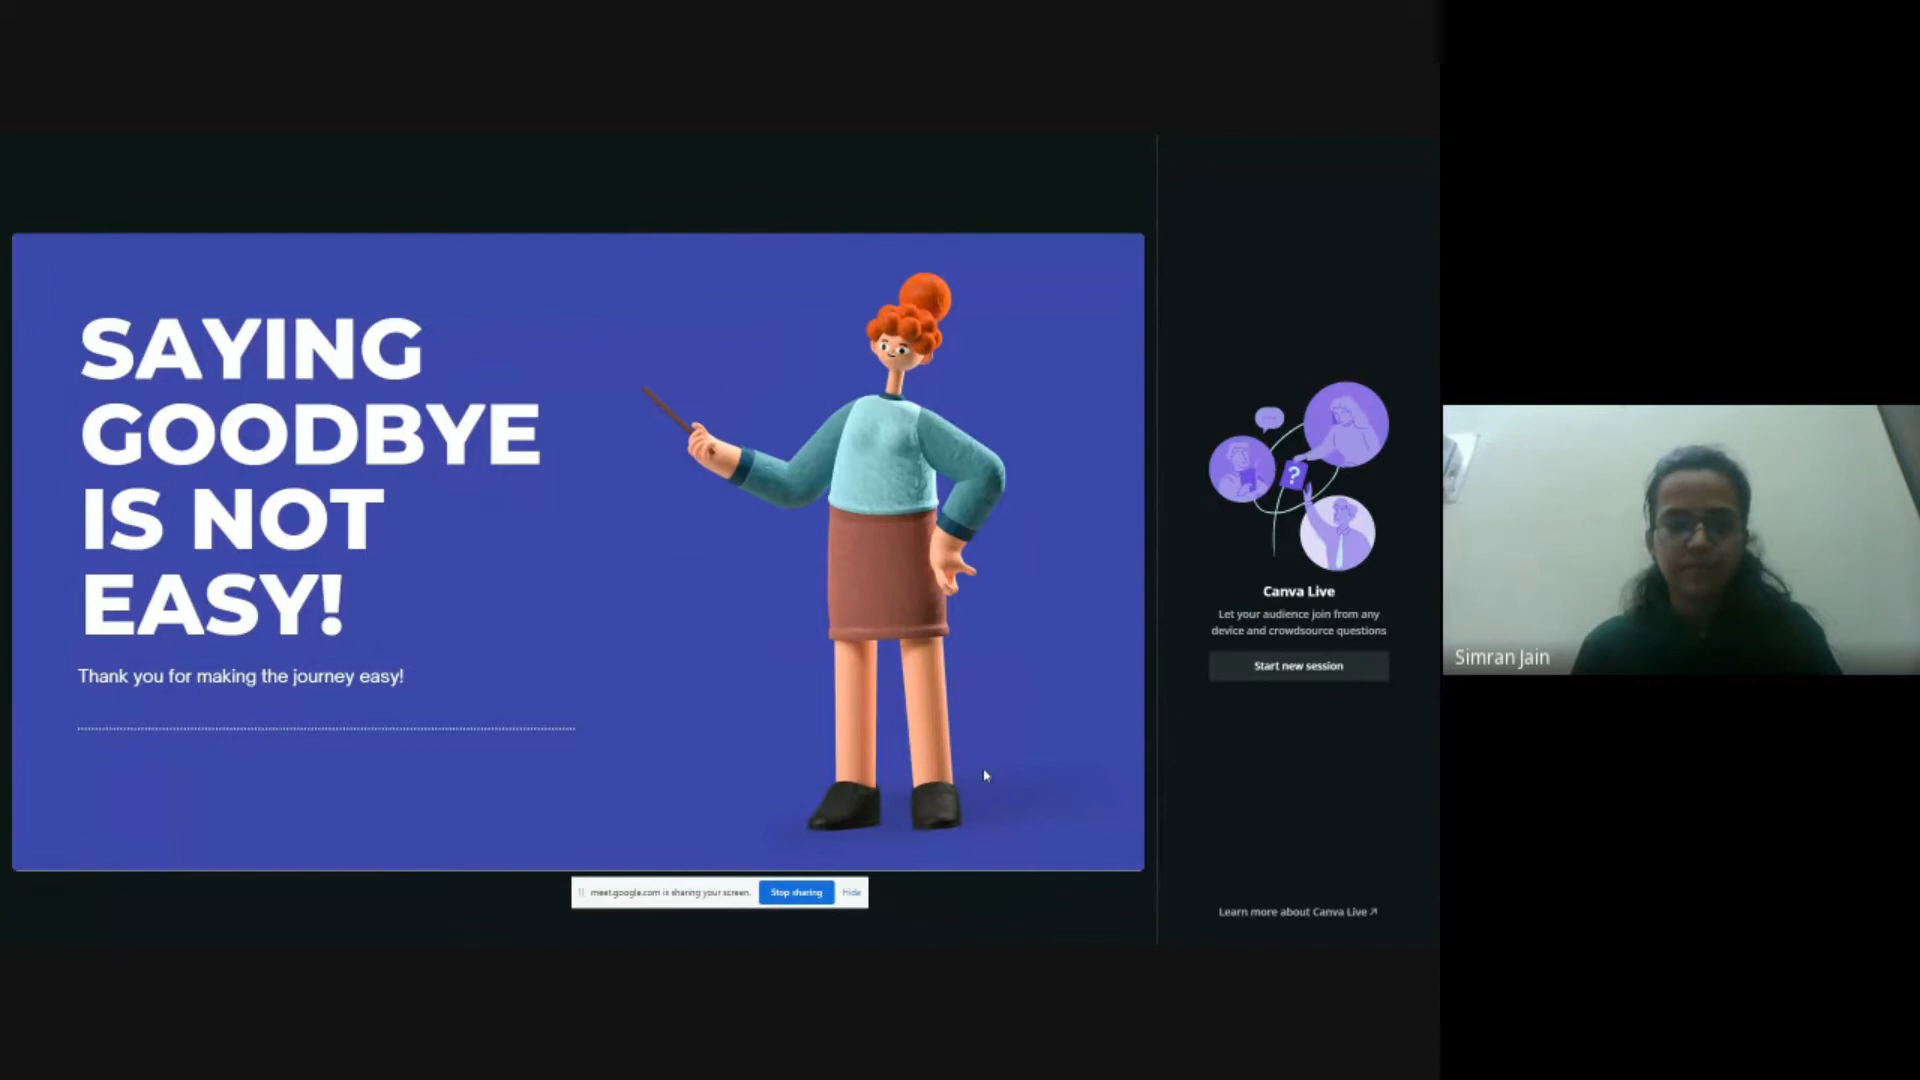 SAYING
GOODBYE
IS NOT
EASY!
Thank you for making the journey easy!
meet.google.com is sharing your screen.
Stop sharing
Hide
?
Canva Live
Let your audience join from any
device and crowdsource questions
Start new session
Learn more about Canva Live ↗
Simran Jain